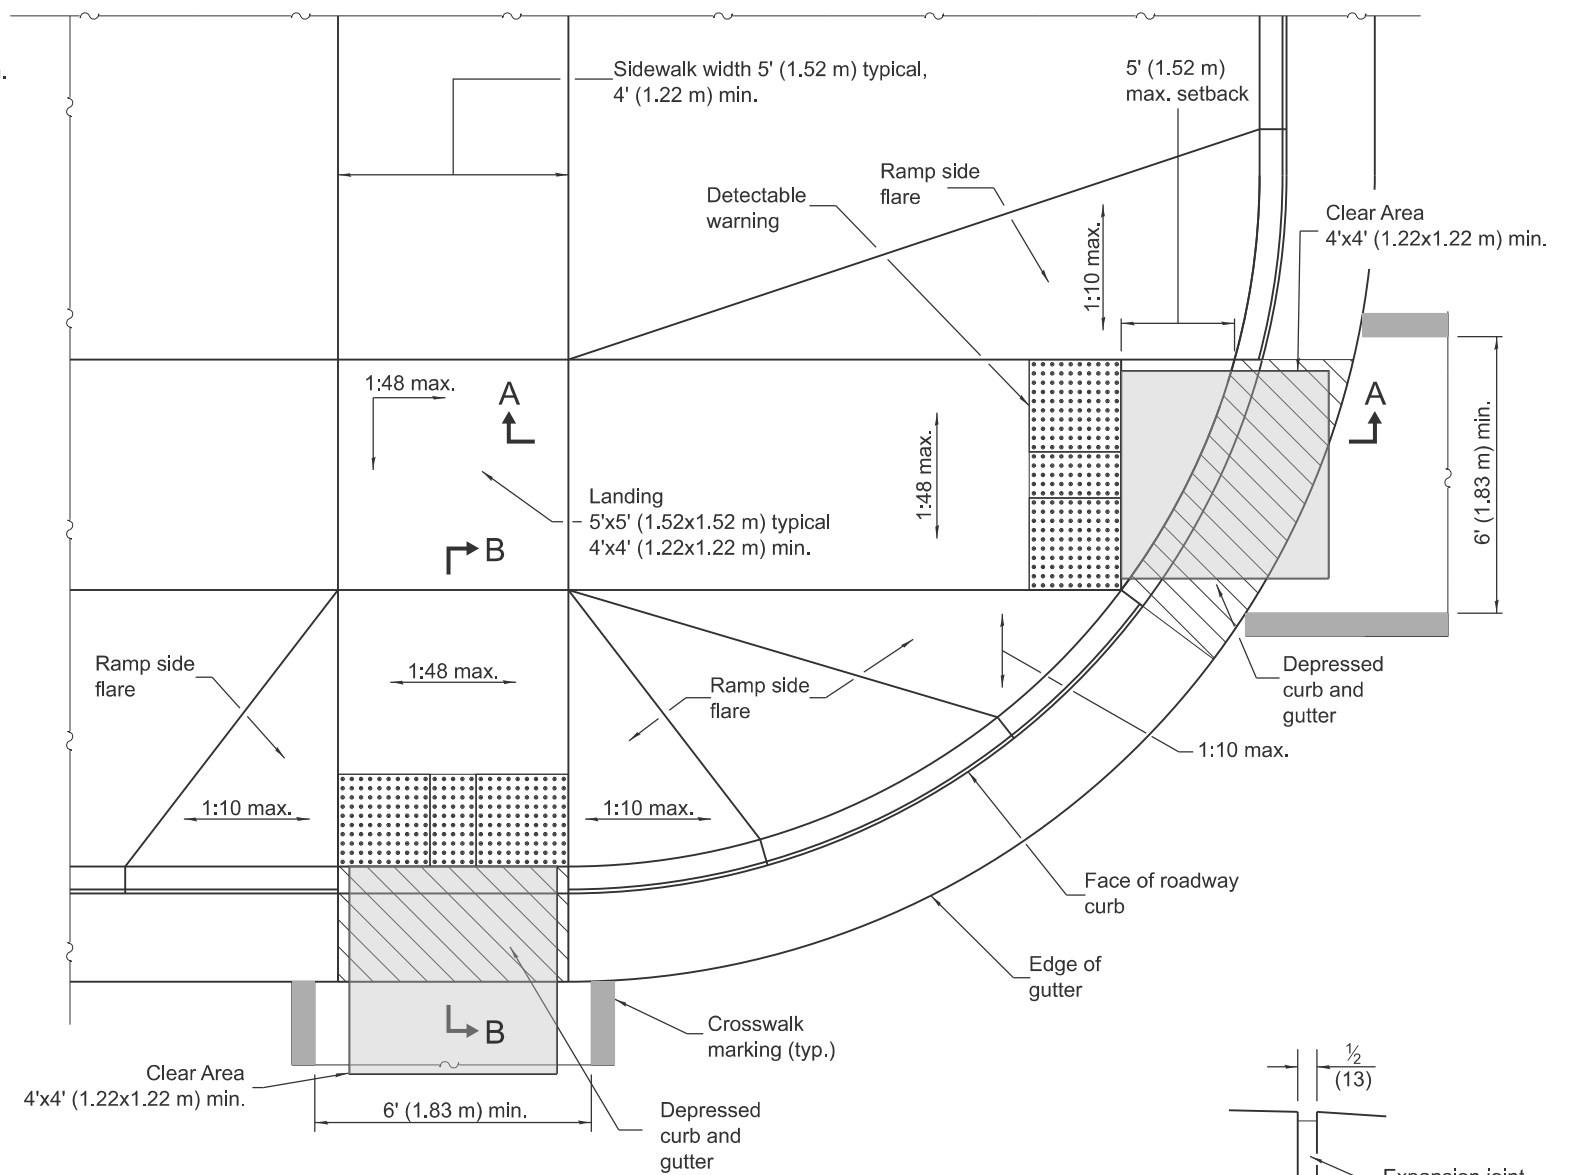 Sidewalk width 5' (1.52 m) typical,
4' (1.22 m) min.
5' (1.52 m)
max. setback
Ramp side
flare
Detectable
warning
Clear Area
4'x4' (1.22x1.22 m) min.
1:10 max.
1:48 max.
A
A
1:48 max.
6' (1.83 m) min.
Landing
5'x5' (1.52x1.52 m) typical
4'x4' (1.22x1.22 m) min.
B
Ramp side
flare
1:48 max.
Ramp side
flare
Depressed
curb and
gutter
1:10 max.
1:10 max.
1:10 max.
Face of roadway
curb
Edge of
gutter
B
Crosswalk
marking (typ.)
Clear Area
4'x4' (1.22x1.22 m) min.
6' (1.83 m) min.
Depressed
curb and
gutter
½
(13)
Expansion joint